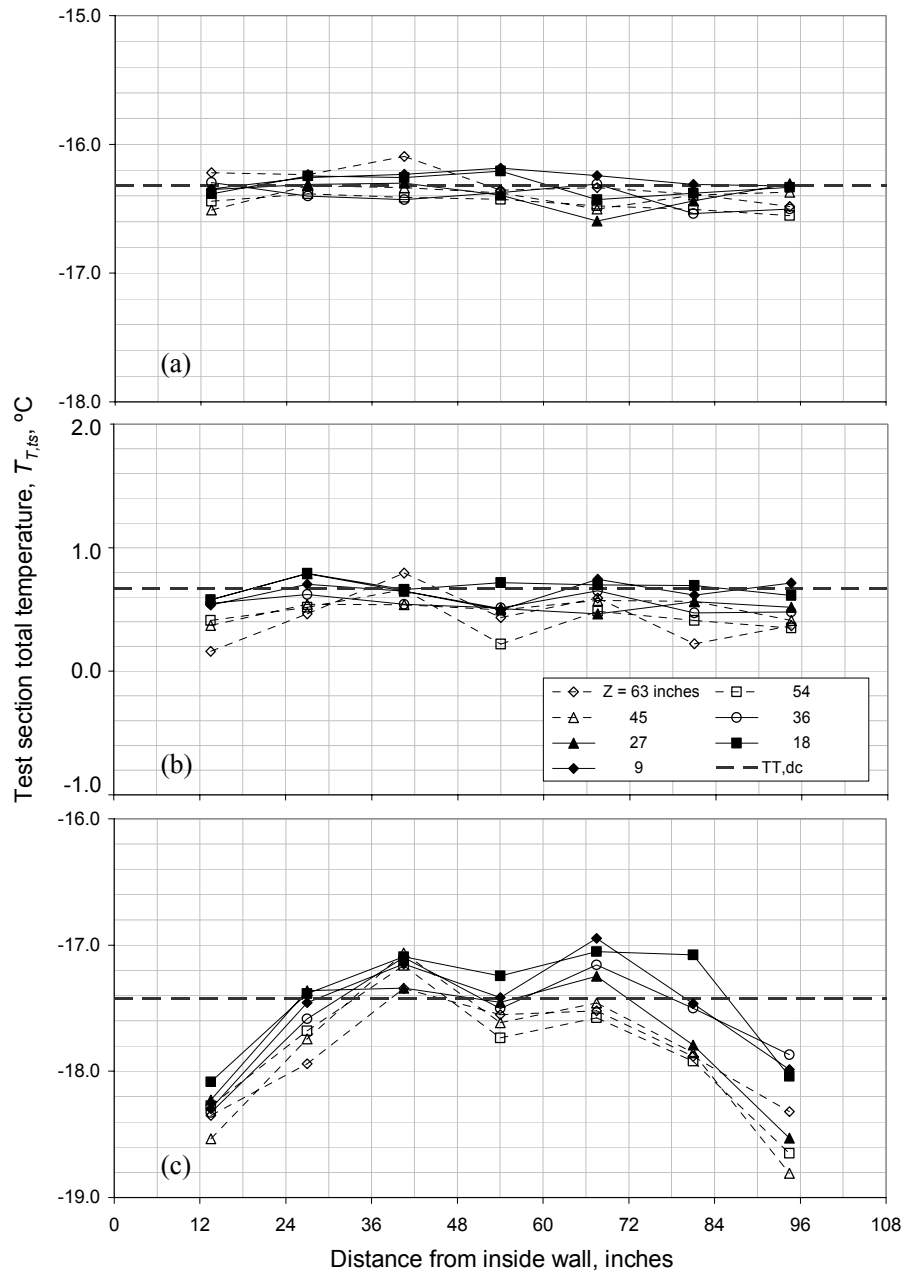 -15.0
-16.0
-17.0
(a)
-18.0
2.0
1.0
0.0
Z = 63 inches 54
45 36
27 18
9 TT,dc
(b)
-1.0
-16.0
-17.0
-18.0
(c)
-19.0
0 12 24 36 48 60 72 84 96 108
Distance from inside wall, inches
Test section total temperature, T_T,ts, ºC